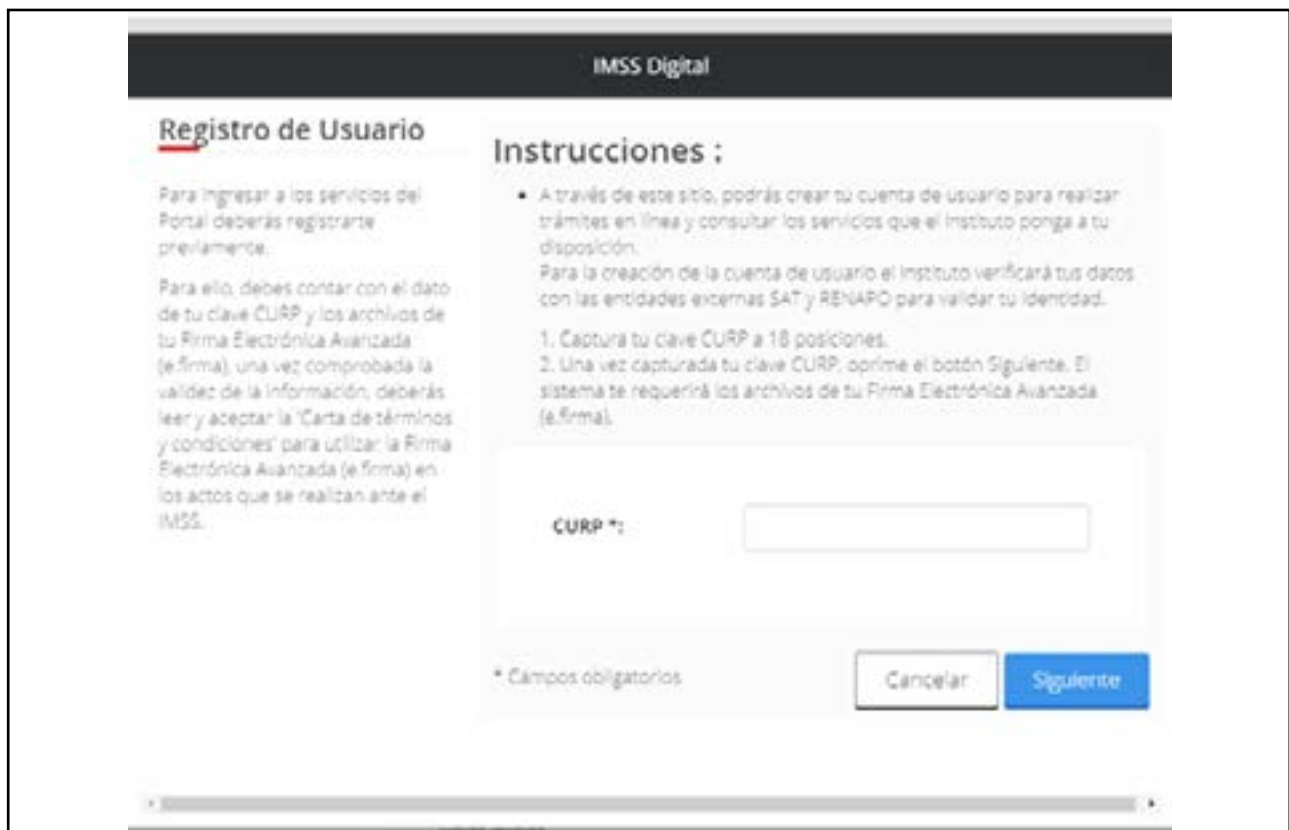 IMSS Digital
Registro de Usuario
Para ingresar a los servicios del
Portal deberás registrarte
previamente.
Para ello, debes contar con el dato
de tu clave CURP y los archivos de
tu Firma Electrónica Avanzada
(e.firma), una vez comprobada la
validez de la información, deberás
leer y aceptar la 'Carta de términos
y condiciones' para utilizar la Firma
Electrónica Avanzada (e.firma) en
los actos que se realizan ante el
IMSS.
Instrucciones :
• A través de este sitio, podrás crear tu cuenta de usuario para realizar
trámites en línea y consultar los servicios que el Instituto ponga a tu
disposición.
Para la creación de la cuenta de usuario el Instituto verificará tus datos
con las entidades externas SAT y RENAPO para validar tu identidad.
1. Captura tu clave CURP a 18 posiciones.
2. Una vez capturada tu clave CURP, oprime el botón Siguiente. El
sistema te requerirá los archivos de tu Firma Electrónica Avanzada
(e.firma).
CURP *:
* Campos obligatorios
Cancelar
Siguiente